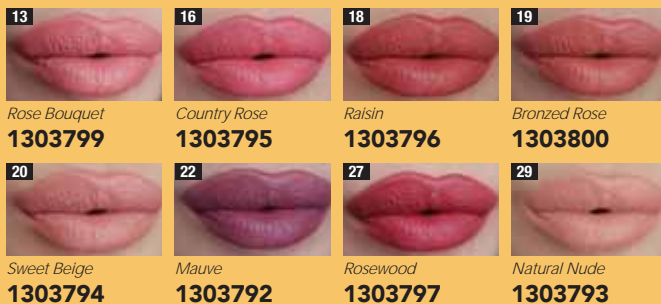 13
16
18
19
Rose Bouquet
Country Rose
Raisin
Bronzed Rose
1303799
1303795
1303796
1303800
20
22
27
29
Sweet Beige
Mauve
Rosewood
Natural Nude
1303794
1303792
1303797
1303793